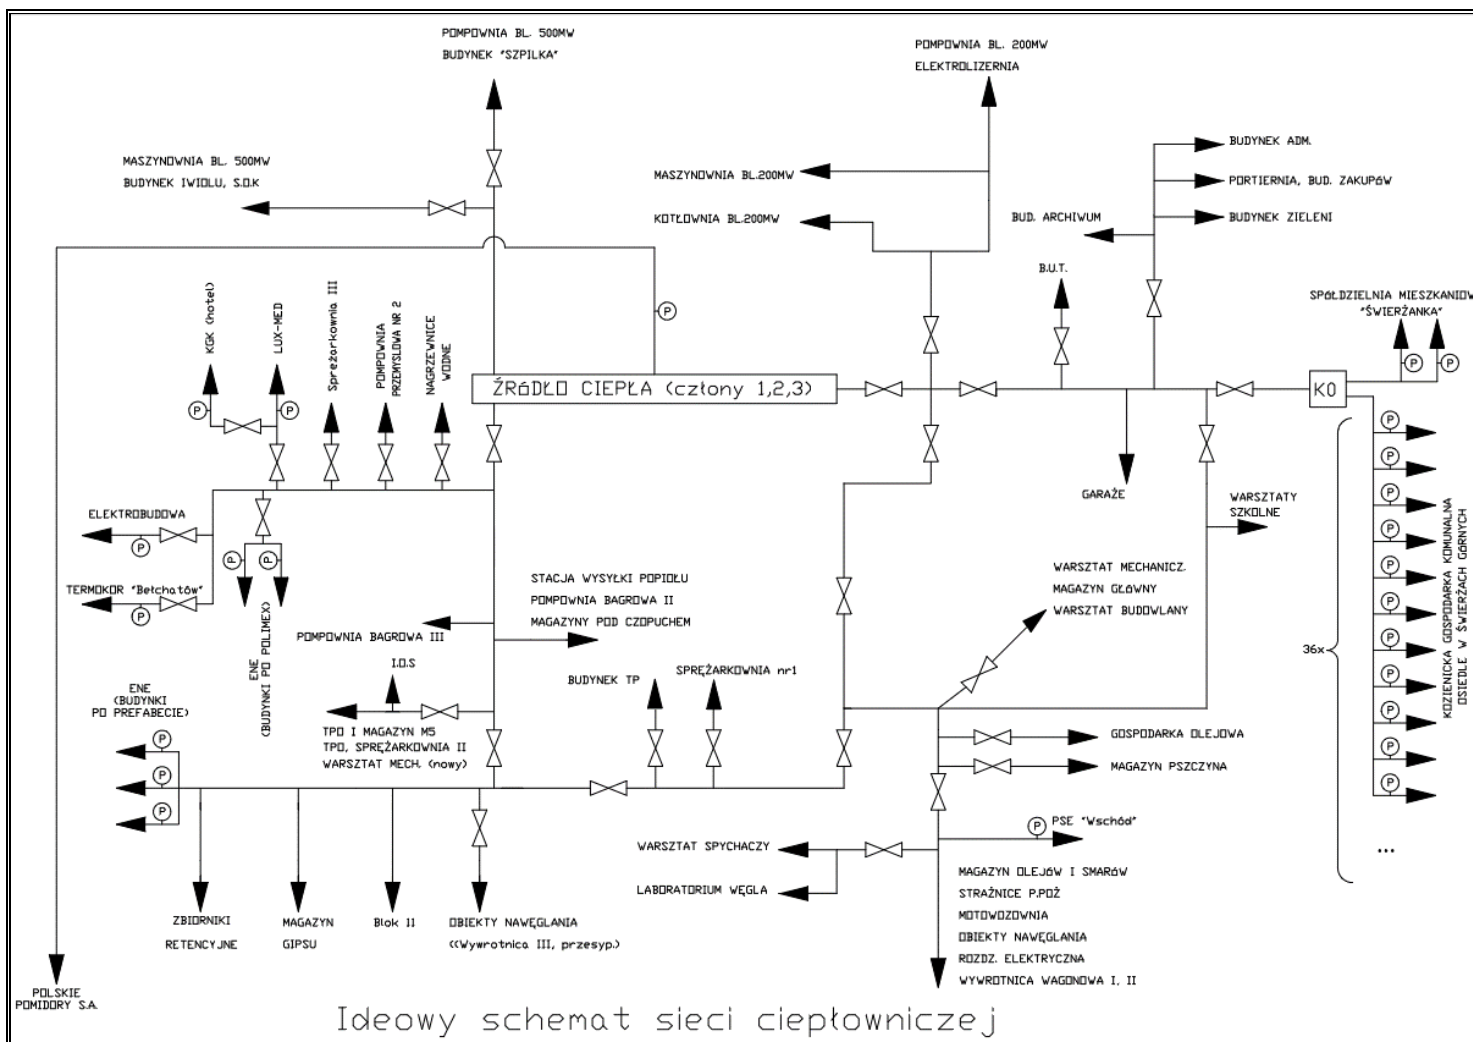 POMPOWNIA BL. 500MW
BUDYNEK "SZPILKA"
POMPOWNIA BL. 200MW
ELEKTROLIZERNIA
MASZYNOWNIA BL. 500MW
BUDYNEK IWIOLU, S.O.K
MASZYNOWNIA BL.200MW
KOTŁOWNIA BL.200MW
BUDYNEK ADM.
PORTIERNIA, BUD. ZAKUPÓW
BUDYNEK ZIELENI
BUD. ARCHIWUM
B.U.T.
SPÓŁDZIELNIA MIESZKANIOW
"ŚWIERŻANKA"
P
P
P
KGK (hotel)
LUX-MED
Sprężarkownia III
POMPOWNIA
PRZEMYSLOWA NR 2
NAGRZEWNICE
WODNE
P
P
ŹRóDŁO CIEPŁA (człony 1,2,3)
KO
GARAŻE
WARSZTATY
SZKOLNE
ELEKTROBUDOWA
P
TERMOKOR "Bełchatów"
P
P
P
ENE
(BUDYNKI PO POLIMEX)
STACJA WYSYŁKI POPIOŁU
POMPOWNIA BAGROWA II
MAGAZYNY POD CZOPUCHEM
POMPOWNIA BAGROWA III
WARSZTAT MECHANICZ.
MAGAZYN GŁÓWNY
WARSZTAT BUDOWLANY
P
P
P
P
P
P
P
P
P
P
P
36x
KOZIENICKA GOSPODARKA KOMUNALNA
OSIEDLE W ŚWIERŻACH GÓRNYCH
...
I.O.S
TPO I MAGAZYN M5
TPO, SPRĘŻARKOWNIA II
WARSZTAT MECH. (nowy)
BUDYNEK TP
SPRĘŻARKOWNIA nr1
ENE
(BUDYNKI
PO PREFABECIE)
P
P
P
GOSPODARKA OLEJOWA
MAGAZYN PSZCZYNA
P
PSE "Wschód"
WARSZTAT SPYCHACZY
LABORATORIUM WĘGLA
MAGAZYN OLEJÓW I SMARÓW
STRAŻNICE P.POŻ
MOTOWOZOWNIA
OBIEKTY NAWĘGLANIA
ROZDZ. ELEKTRYCZNA
WYWROTNICA WAGONOWA I, II
ZBIORNIKI
RETENCYJNE
MAGAZYN
GIPSU
Blok 11
OBIEKTY NAWĘGLANIA
((Wywrotnica III, przesyp.)
POLSKIE
POMIDORY S.A.
Ideowy schemat sieci ciepłowniczej